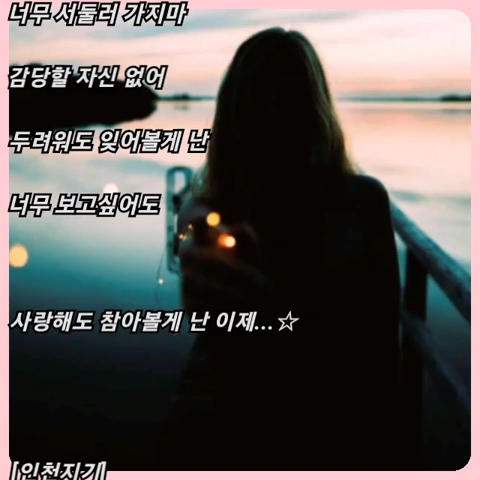 너무 서둘러 가지마
감당할 자신 없어
두려워도 잊어볼게 난
너무 보고싶어도
사랑해도 참아볼게 난 이제...☆
[인천지기]